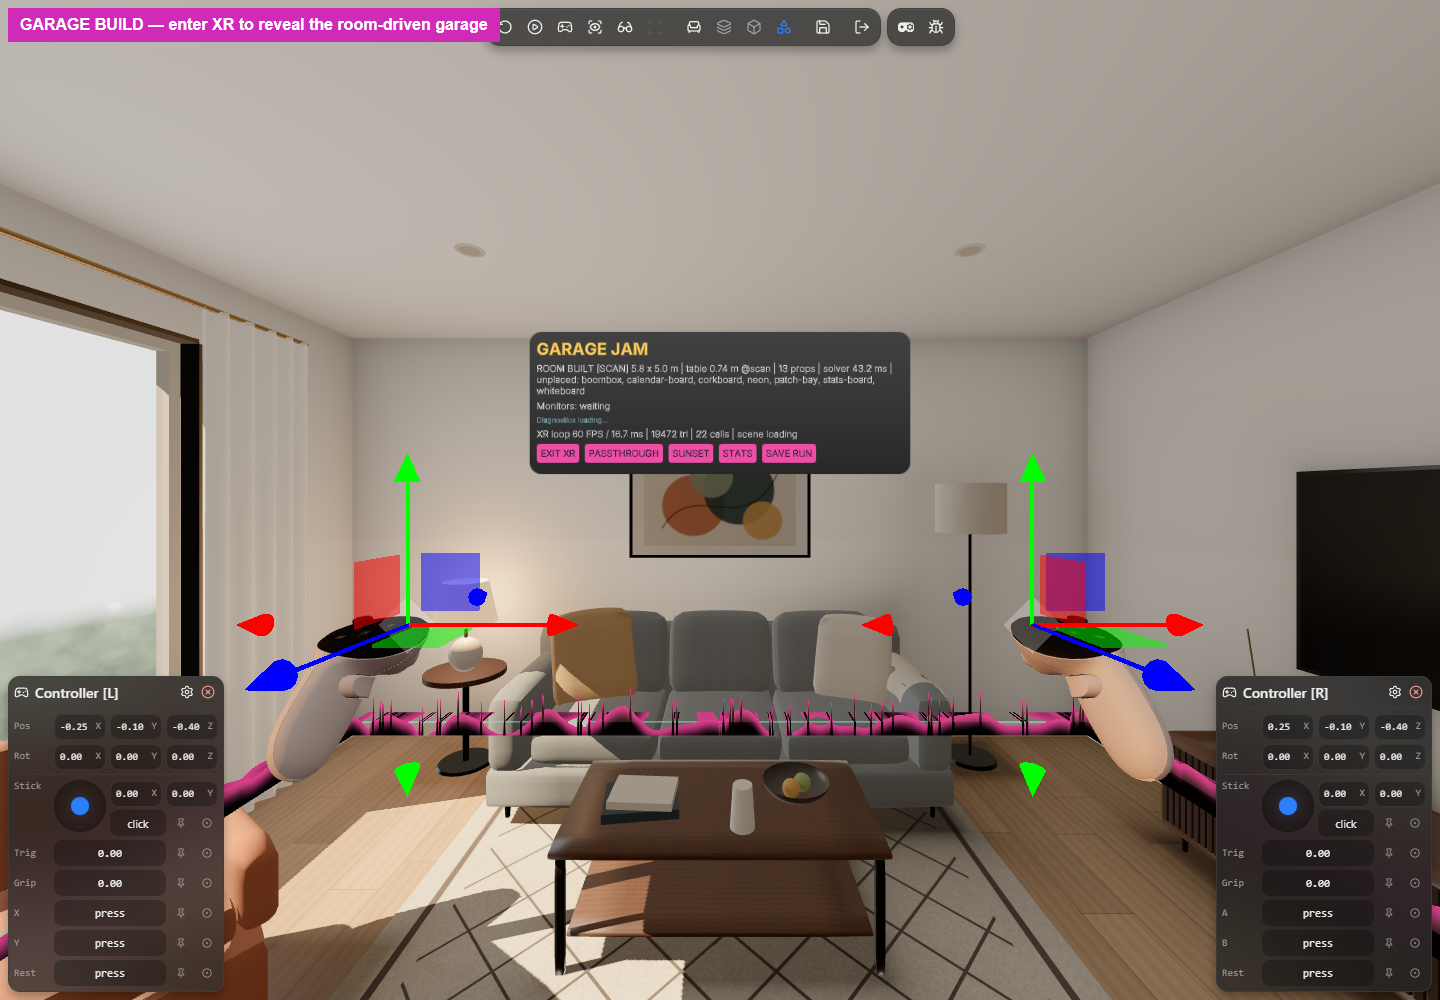 GARAGE BUILD — enter XR to reveal the room-driven garage
GARAGE JAM
ROOM BUILT [SCAN] 5.8 x 5.0 m | table 0.74 m @scan | 13 props | solver 43.2 ms |
unplaced: boombox, calendar-board, corkboard, neon, patch-bay, stats-board,
whiteboard
Monitors: waiting
Diagnostics loading...
XR loop 60 FPS / 16.7 ms | 19472 tri | 22 calls | scene loading
EXIT XR PASSTHROUGH SUNSET STATS SAVE RUN
Controller [L]
Pos -0.25 X -0.10 Y -0.40 Z
Rot 0.00 X 0.00 Y 0.00 Z
Stick 0.00 X 0.00 Y
click
Trig 0.00
Grip 0.00
X press
Y press
Rest press
Controller [R]
Pos 0.25 X -0.10 Y -0.40 Z
Rot 0.00 X 0.00 Y 0.00 Z
Stick 0.00 X 0.00 Y
click
Trig 0.00
Grip 0.00
A press
B press
Rest press